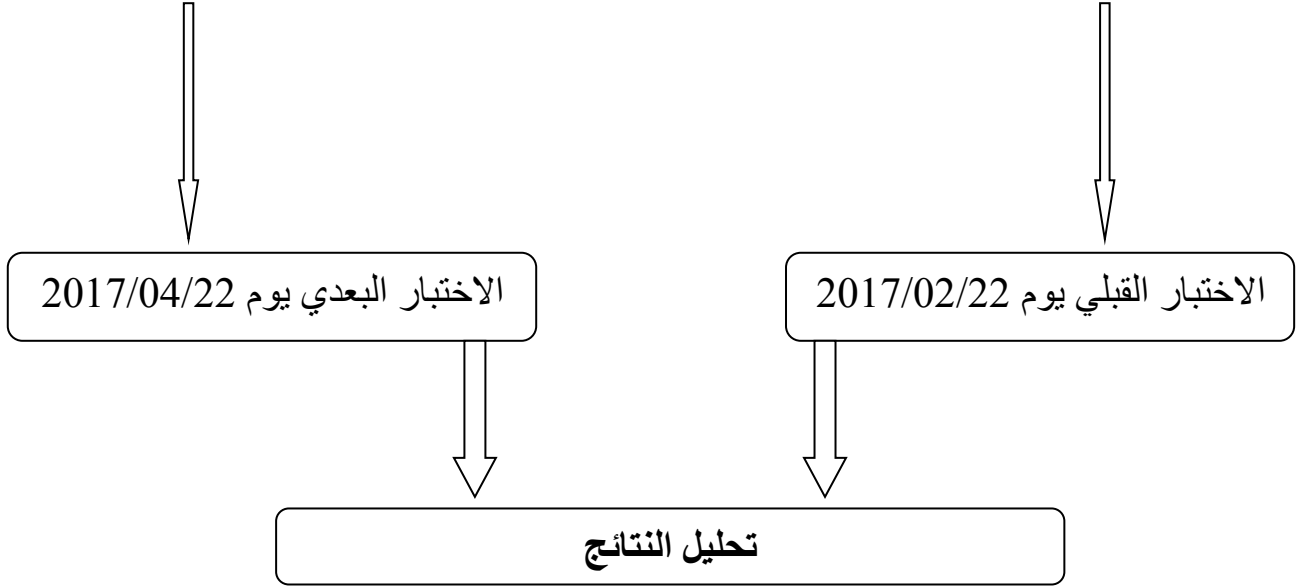 الاختبار القبلي يوم 2017/02/22
الاختبار البعدي يوم 2017/04/22
تحليل النتائج